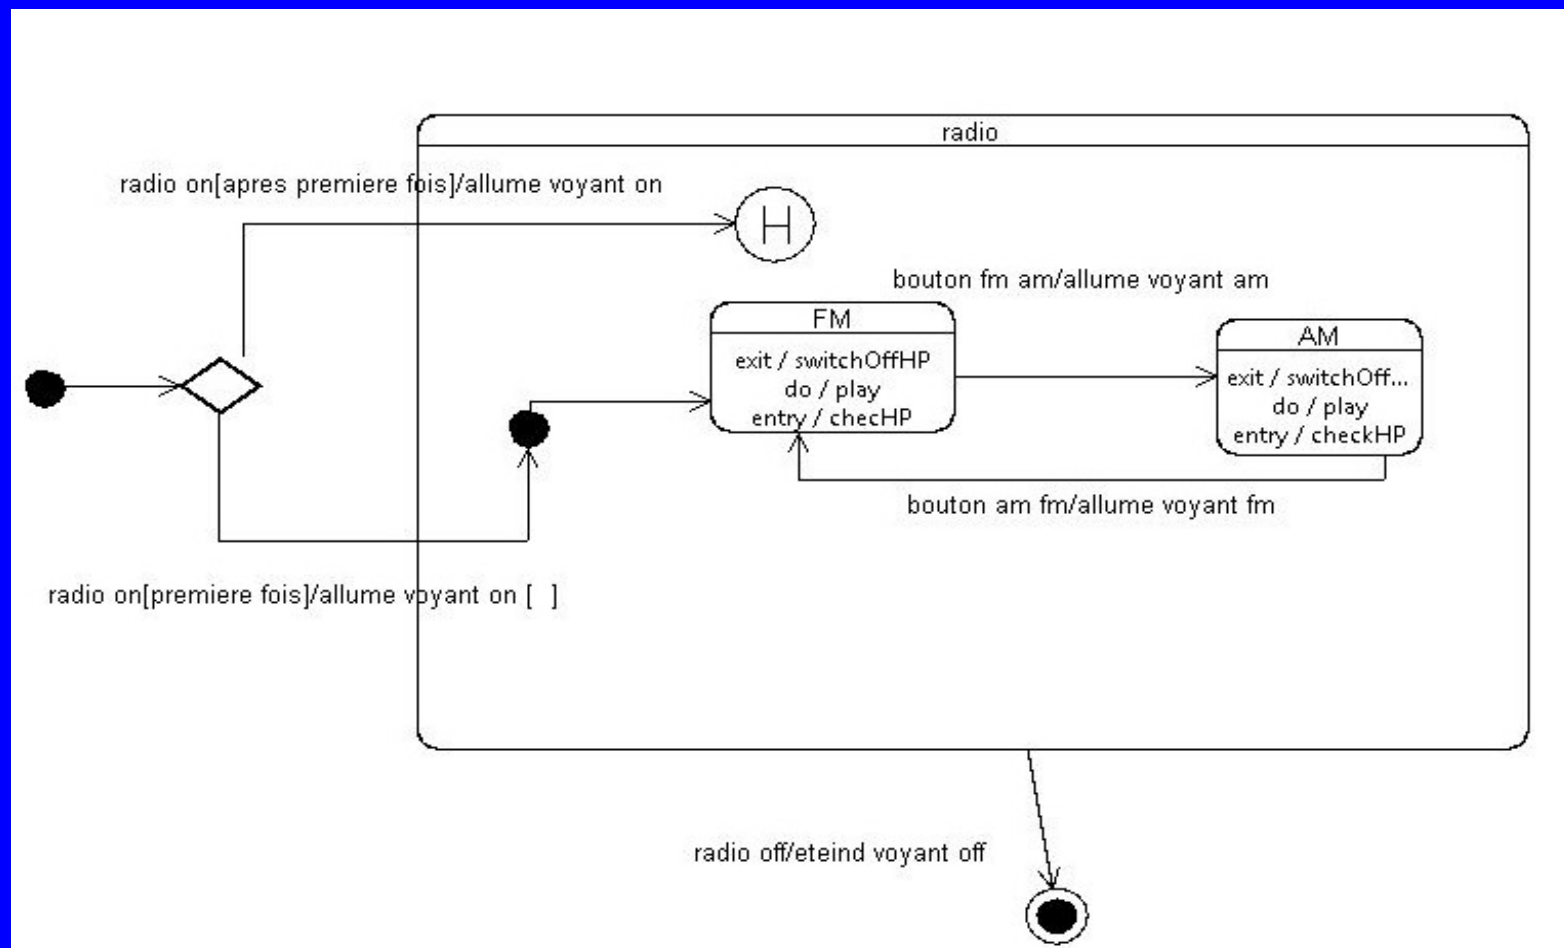 radio
radio on[apres premiere fois]/allume voyant on
H
bouton fm am/allume voyant am
FM
exit / switchOffHP
do / play
entry / checHP
AM
exit / switchOff...
do / play
entry / checkHP
bouton am fm/allume voyant fm
radio on[premiere fois]/allume voyant on [ ]
radio off/eteind voyant off